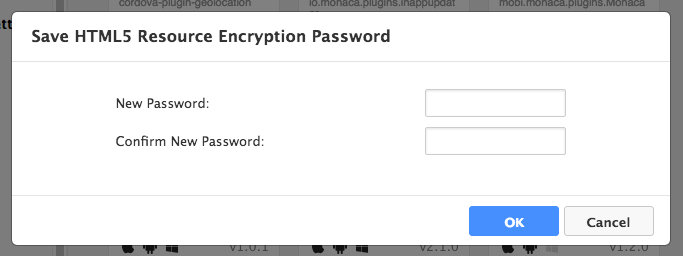 cordova-plugin-geolocation
io.monaca.plugins.inappupdat
mobi.monaca.plugins.Monaca
att
Save HTML5 Resource Encryption Password
New Password:
Confirm New Password:
OK
Cancel
v1.0.1
v2.1.0
v1.2.0